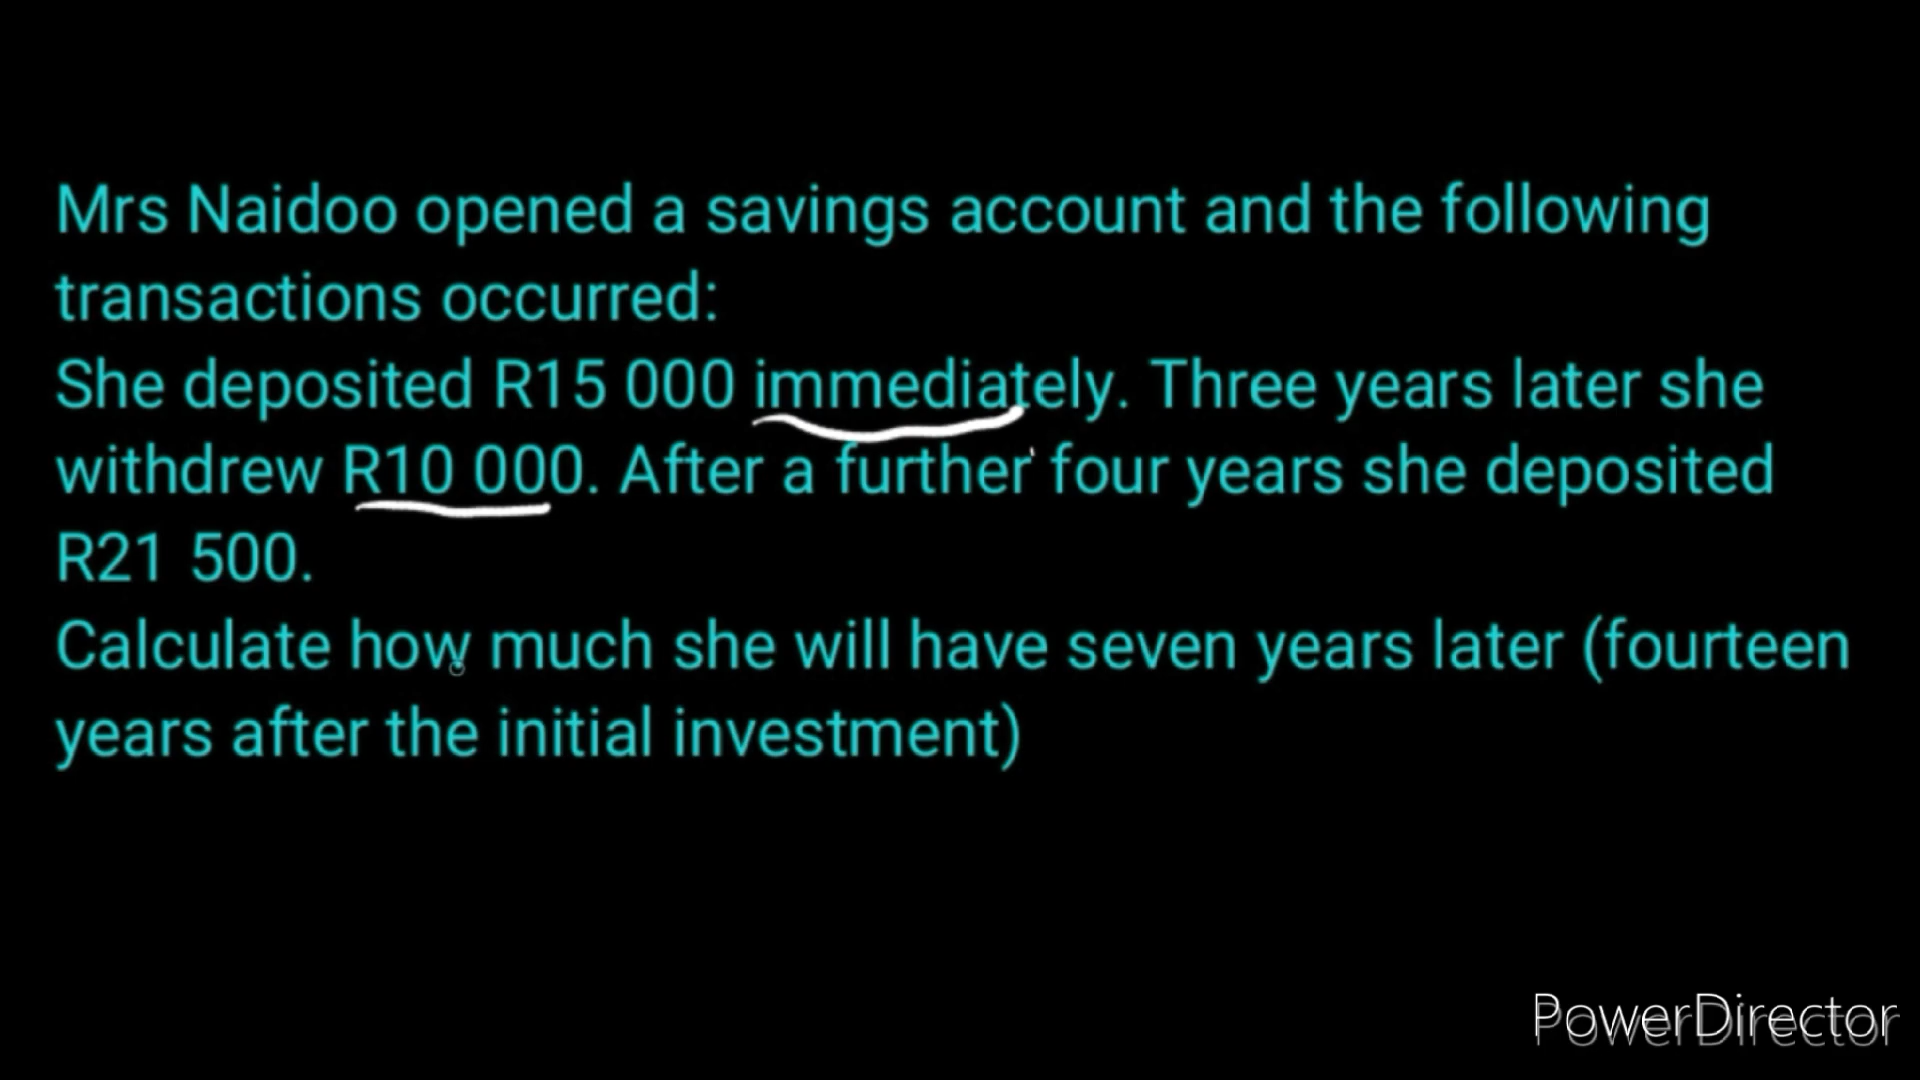 Mrs Naidoo opened a savings account and the following
transactions occurred:
She deposited R15 000 immediately. Three years later she
withdrew R10 000. After a further four years she deposited
R21 500.
Calculate how much she will have seven years later (fourteen
years after the initial investment)
PowerDirector